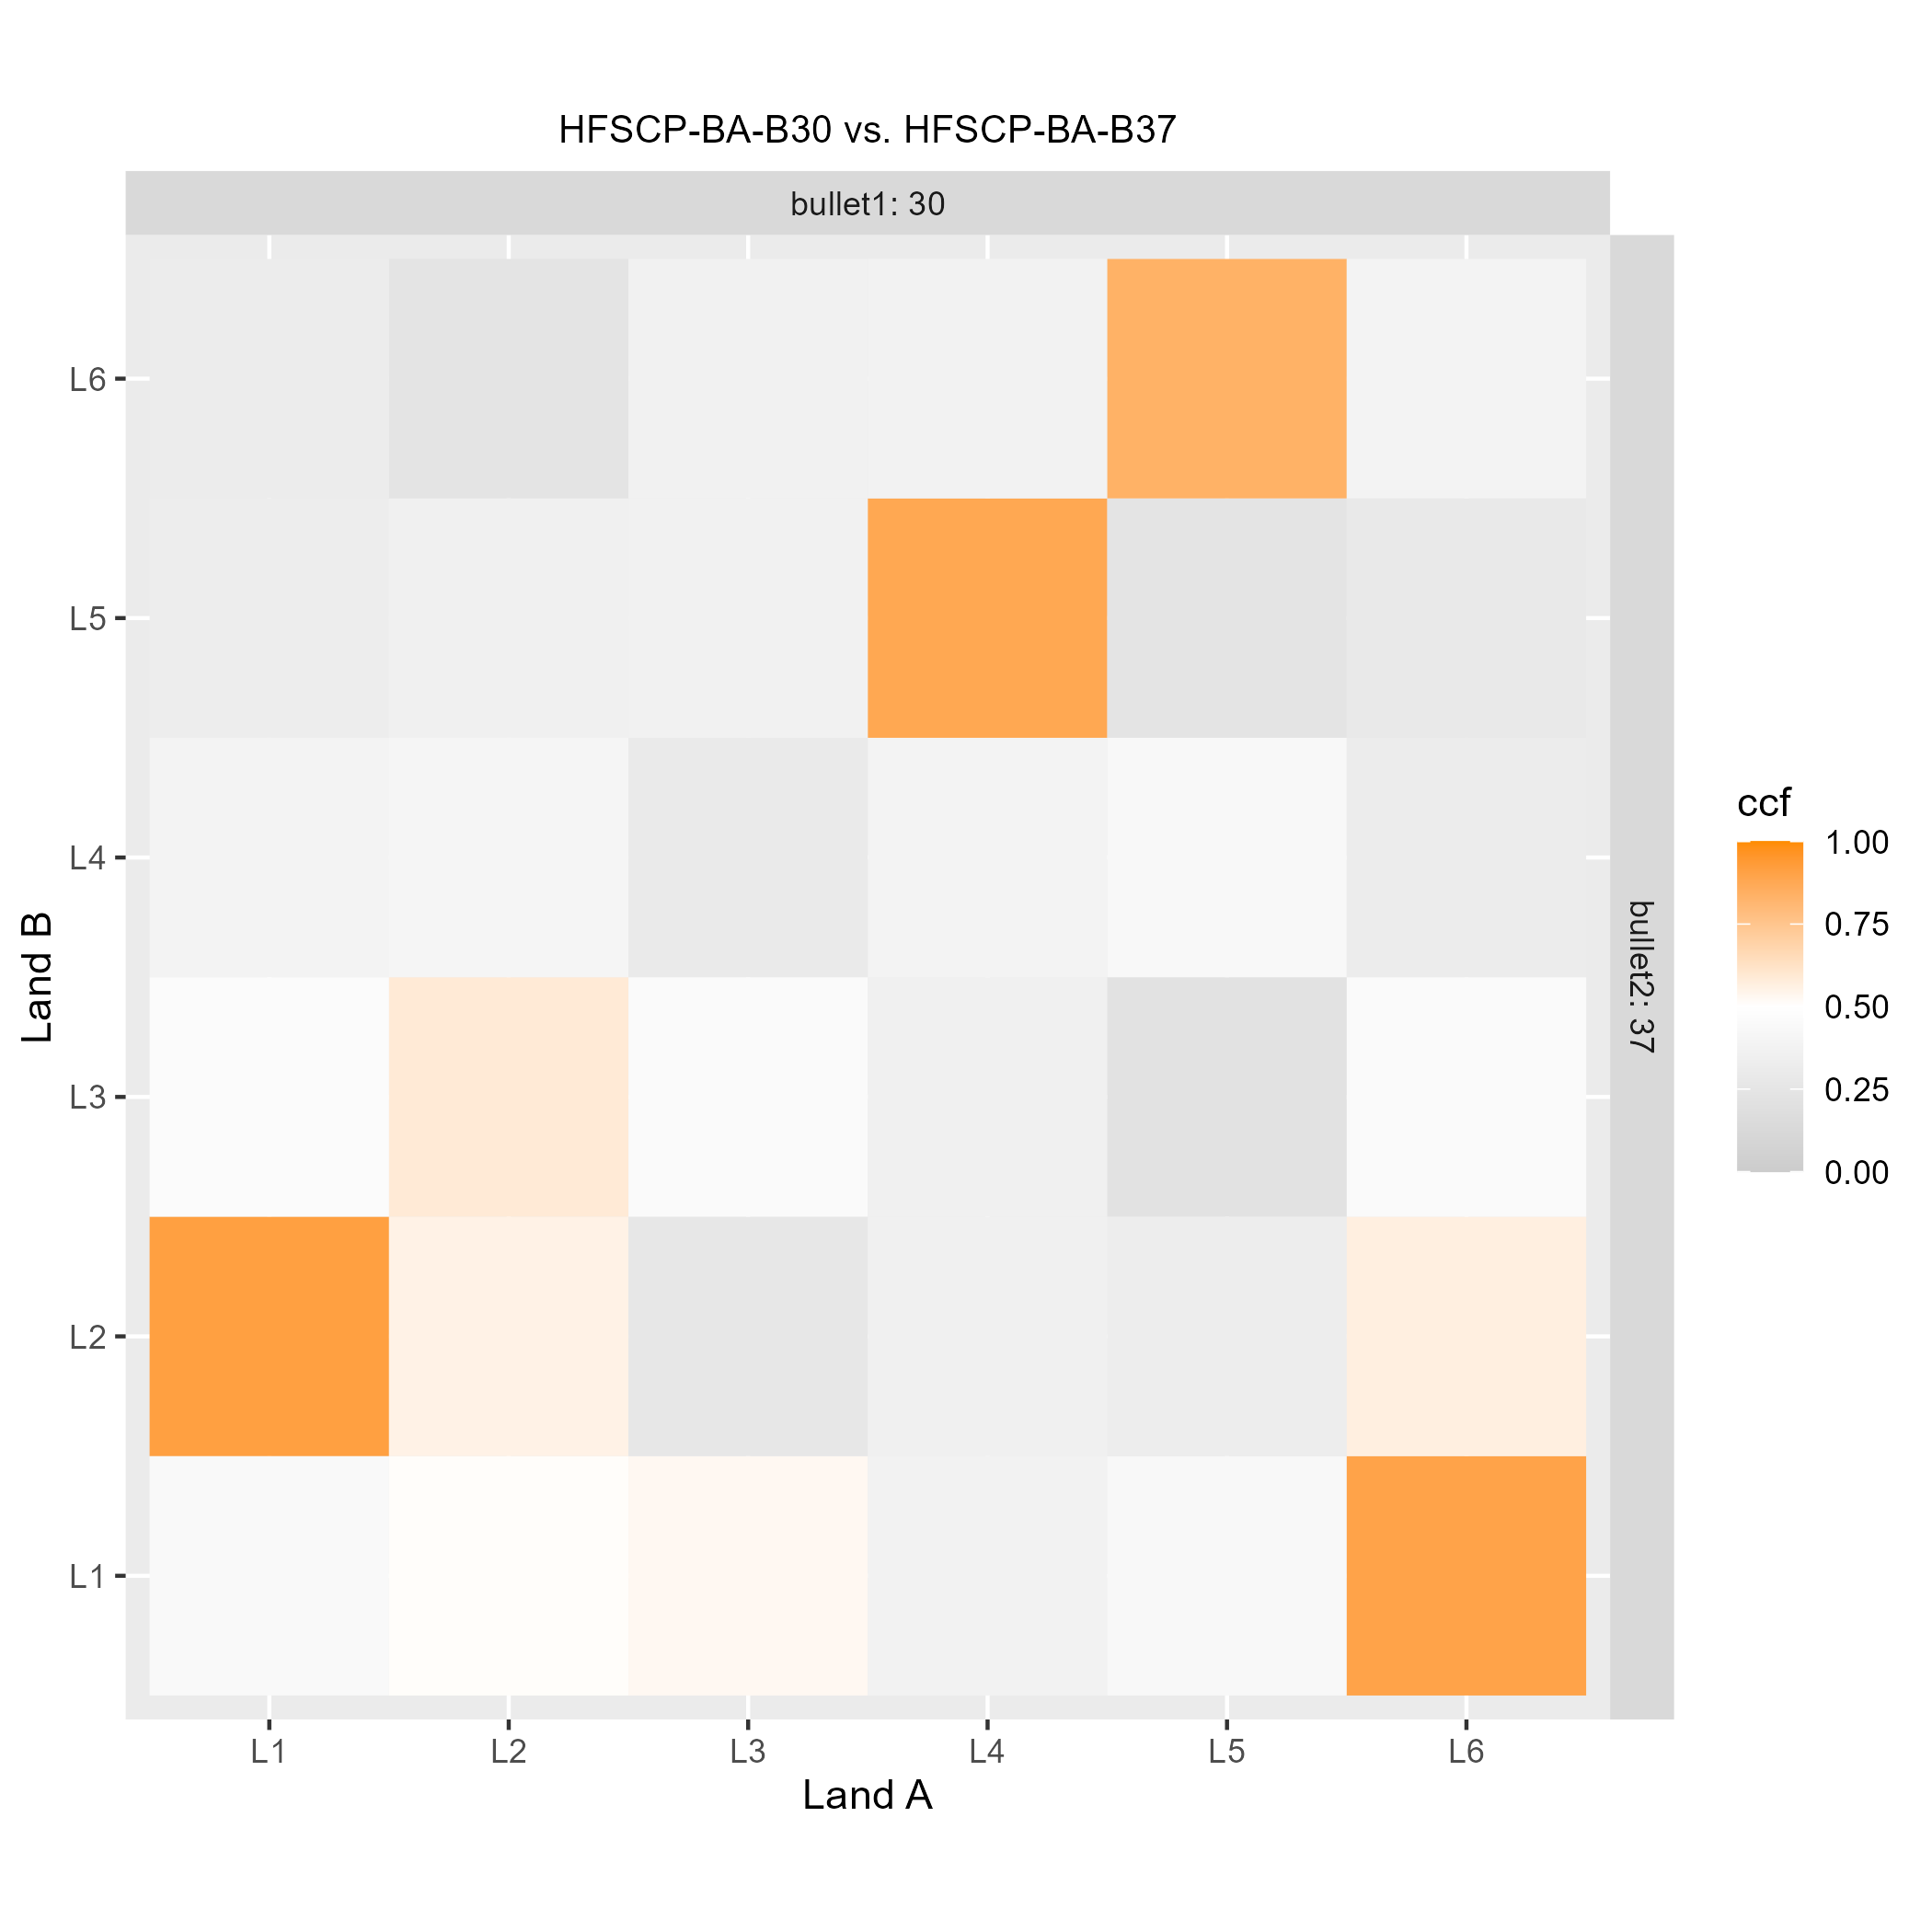 HFSCP-BA-B30 vs. HFSCP-BA-B37
bullet1: 30
L6
L5
L4
L3
L2
L1
Land B
bullet2: 37
L1 L2 L3 L4 L5 L6
Land A
ccf
1.00
0.75
0.50
0.25
0.00